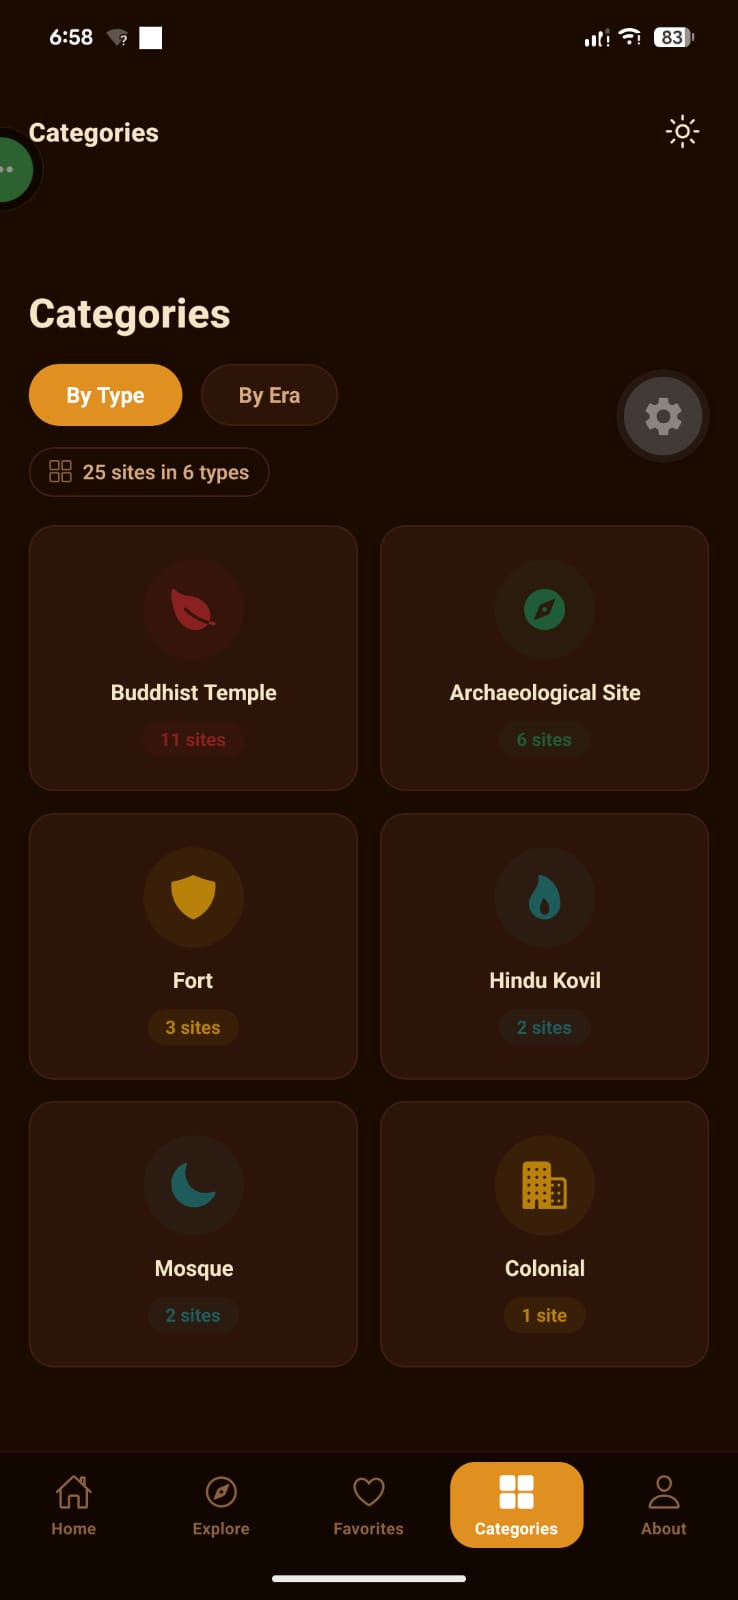 6:58
83
Categories
Categories
By Type
By Era
25 sites in 6 types
Buddhist Temple
11 sites
Archaeological Site
6 sites
Fort
3 sites
Hindu Kovil
2 sites
Mosque
2 sites
Colonial
1 site
Home
Explore
Favorites
Categories
About